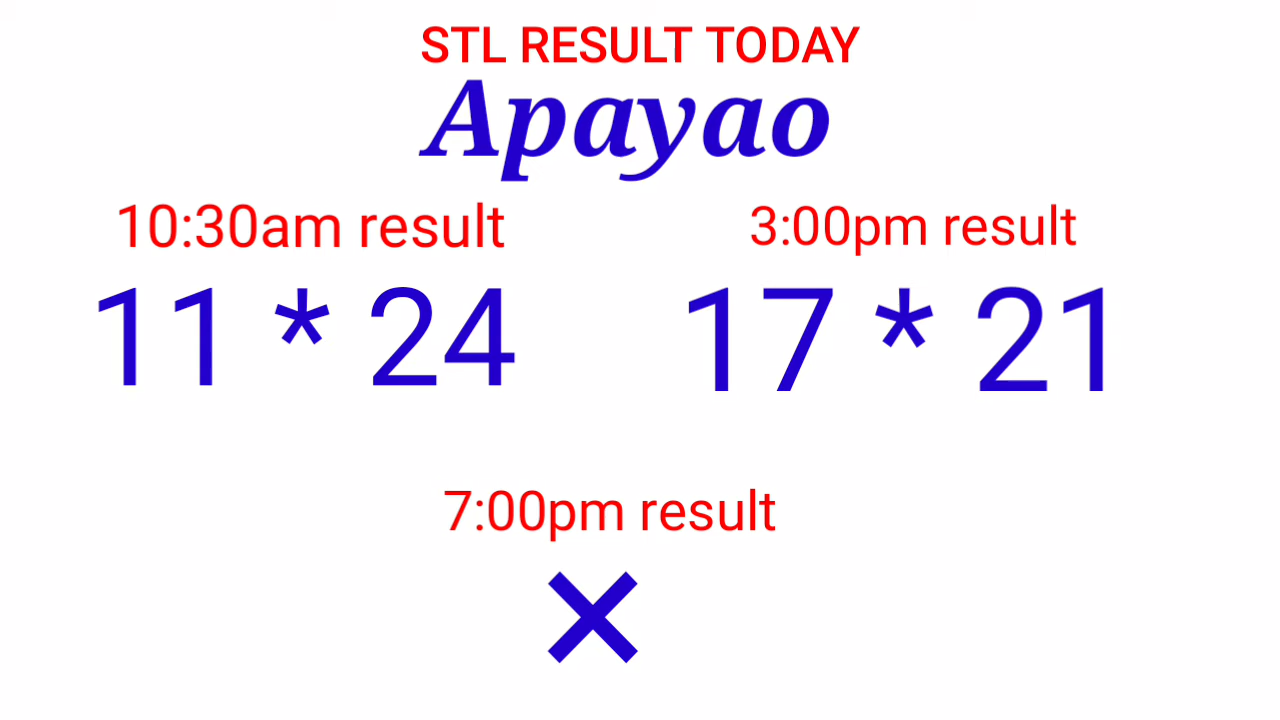 STL RESULT TODAY
Apayao
10:30am result
11 * 24
3:00pm result
17 * 21
7:00pm result
×